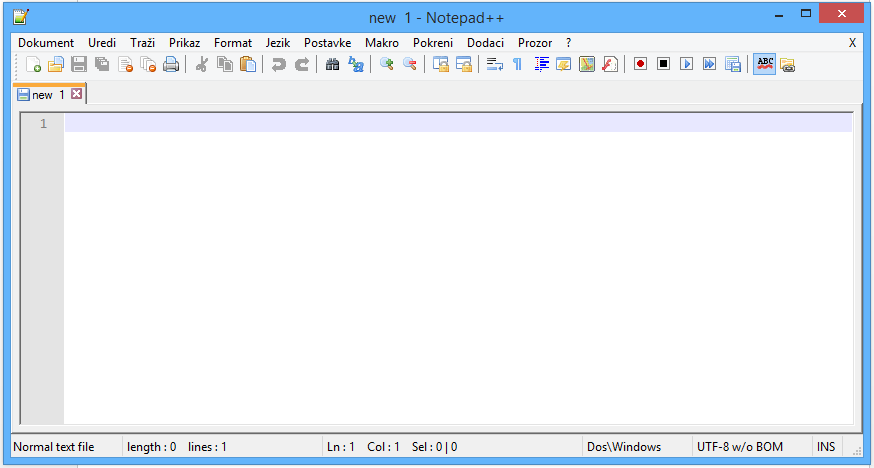 new 1 - Notepad++
Dokument Uredi Traži Prikaz Format Jezik Postavke Makro Pokreni Dodaci Prozor ? X
ABC
new 1
1
Normal text file length : 0 lines : 1 Ln : 1 Col : 1 Sel : 0 | 0 Dos\Windows UTF-8 w/o BOM INS